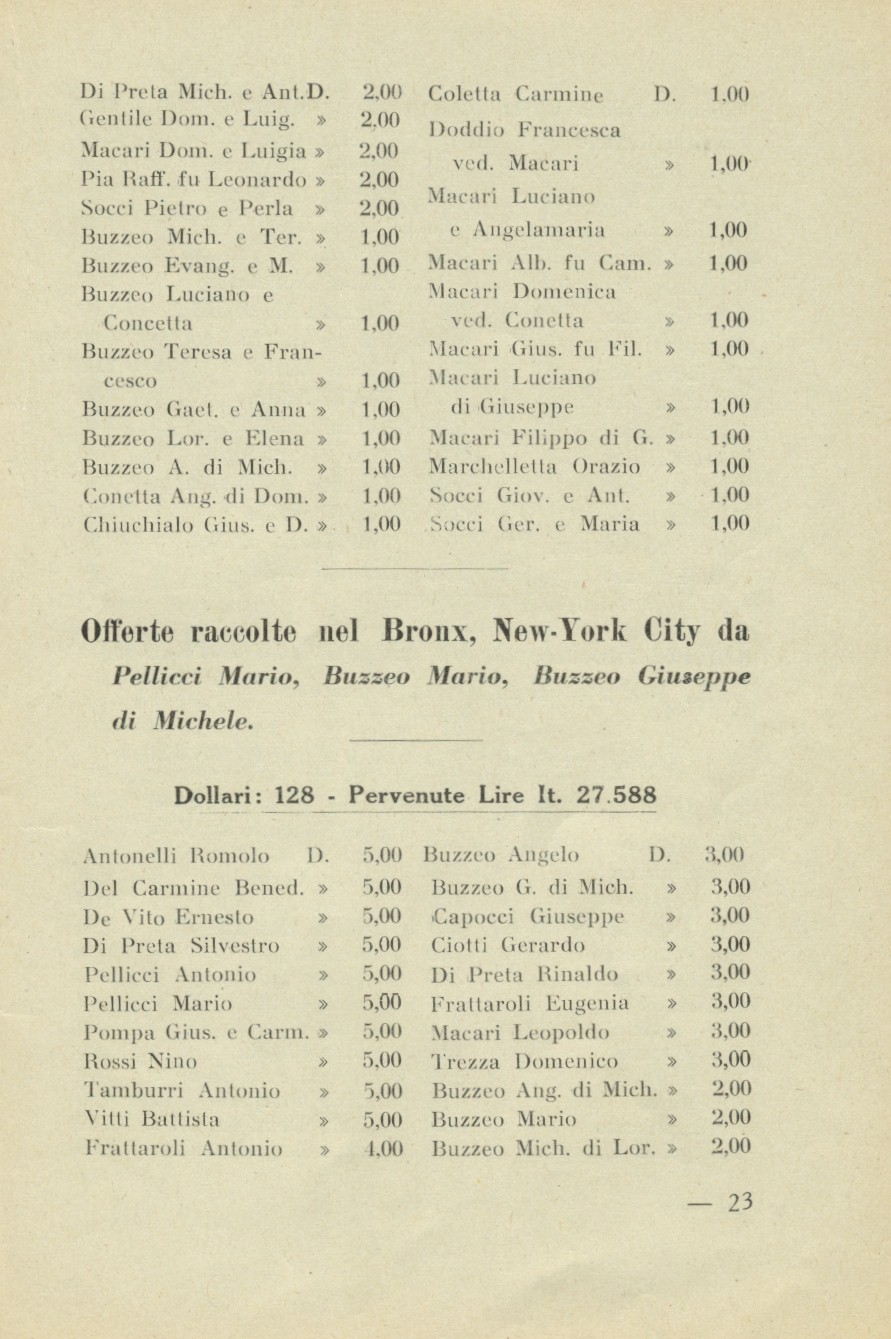 Di Preta Mich. e Ant.D. 2,00
Gentile Dom. e Luig. » 2,00
Macari Dom. e Luigia » 2,00
Pia Raff. fu Leonardo » 2,00
Socci Pietro e Perla » 2,00
Buzzeo Mich. e Ter. » 1,00
Buzzeo Evang. e M. » 1,00
Buzzeo Luciano e
Concetta » 1,00
Buzzeo Teresa e Fran-
cesco » 1,00
Buzzeo Gaet. e Anna » 1,00
Buzzeo Lor. e Elena » 1,00
Buzzeo A. di Mich. » 1,00
Conetta Ang. di Dom. » 1,00
Chiuchialo Gius. e D. » 1,00
Coletta Carmine D. 1,00
Doddio Francesca
ved. Macari » 1,00
Macari Luciano
e Angelamaria » 1,00
Macari Alb. fu Cam. » 1,00
Macari Domenica
ved. Conetta » 1,00
Macari Gius. fu Fil. » 1,00
Macari Luciano
di Giuseppe » 1,00
Macari Filippo di G. » 1,00
Marchelletta Orazio » 1,00
Socci Giov. e Ant. » 1,00
Socci Ger. e Maria » 1,00
Offerte raccolte nel Bronx, New-York City da
Pellicci Mario, Buzzeo Mario, Buzzeo Giuseppe
di Michele.
Dollari: 128 - Pervenute Lire It. 27.588
Antonelli Romolo D. 5,00
Del Carmine Bened. » 5,00
De Vito Ernesto » 5,00
Di Preta Silvestro » 5,00
Pellicci Antonio » 5,00
Pellicci Mario » 5,00
Pompa Gius. e Carm. » 5,00
Rossi Nino » 5,00
Tamburri Antonio » 5,00
Vitti Battista » 5,00
Frattaroli Antonio » 4,00
Buzzeo Angelo D. 3,00
Buzzeo G. di Mich. » 3,00
Capocci Giuseppe » 3,00
Ciotti Gerardo » 3,00
Di Preta Rinaldo » 3,00
Frattaroli Eugenia » 3,00
Macari Leopoldo » 3,00
Trezza Domenico » 3,00
Buzzeo Ang. di Mich. » 2,00
Buzzeo Mario » 2,00
Buzzeo Mich. di Lor. » 2,00
— 23